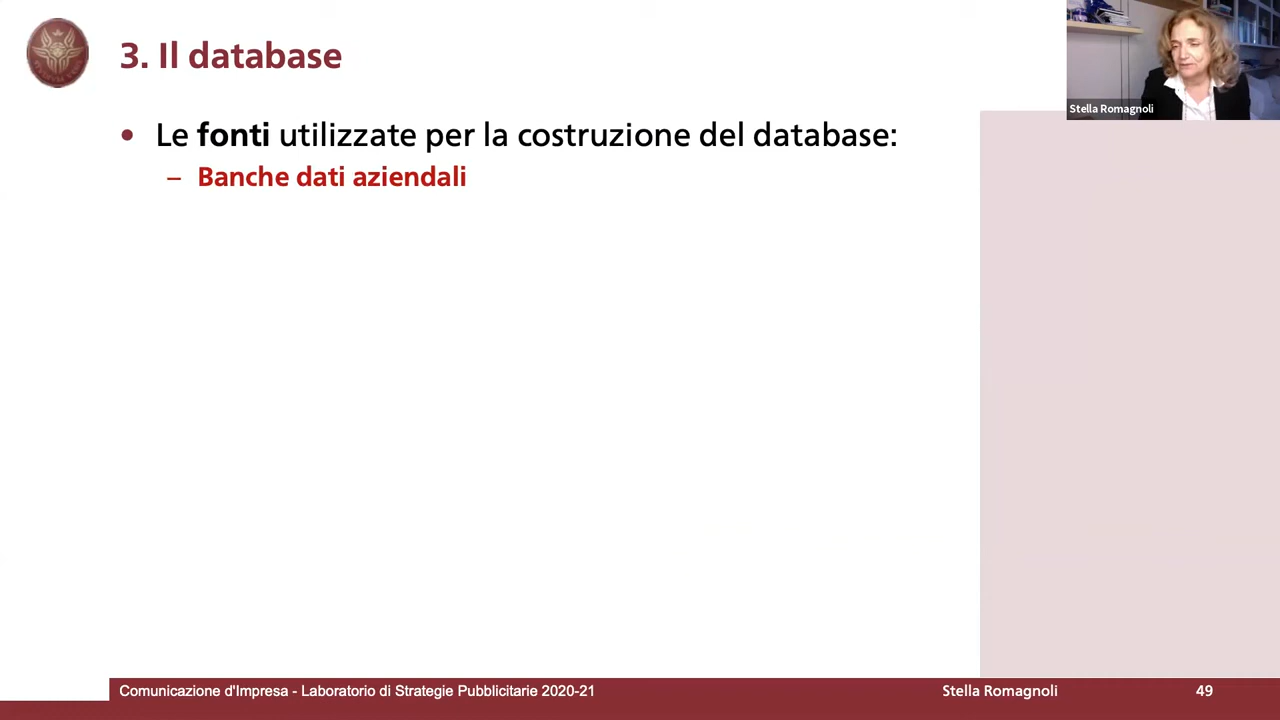 3. Il database
Stella Romagnoli
• Le fonti utilizzate per la costruzione del database:
– Banche dati aziendali
Comunicazione d'Impresa - Laboratorio di Strategie Pubblicitarie 2020-21
Stella Romagnoli
49